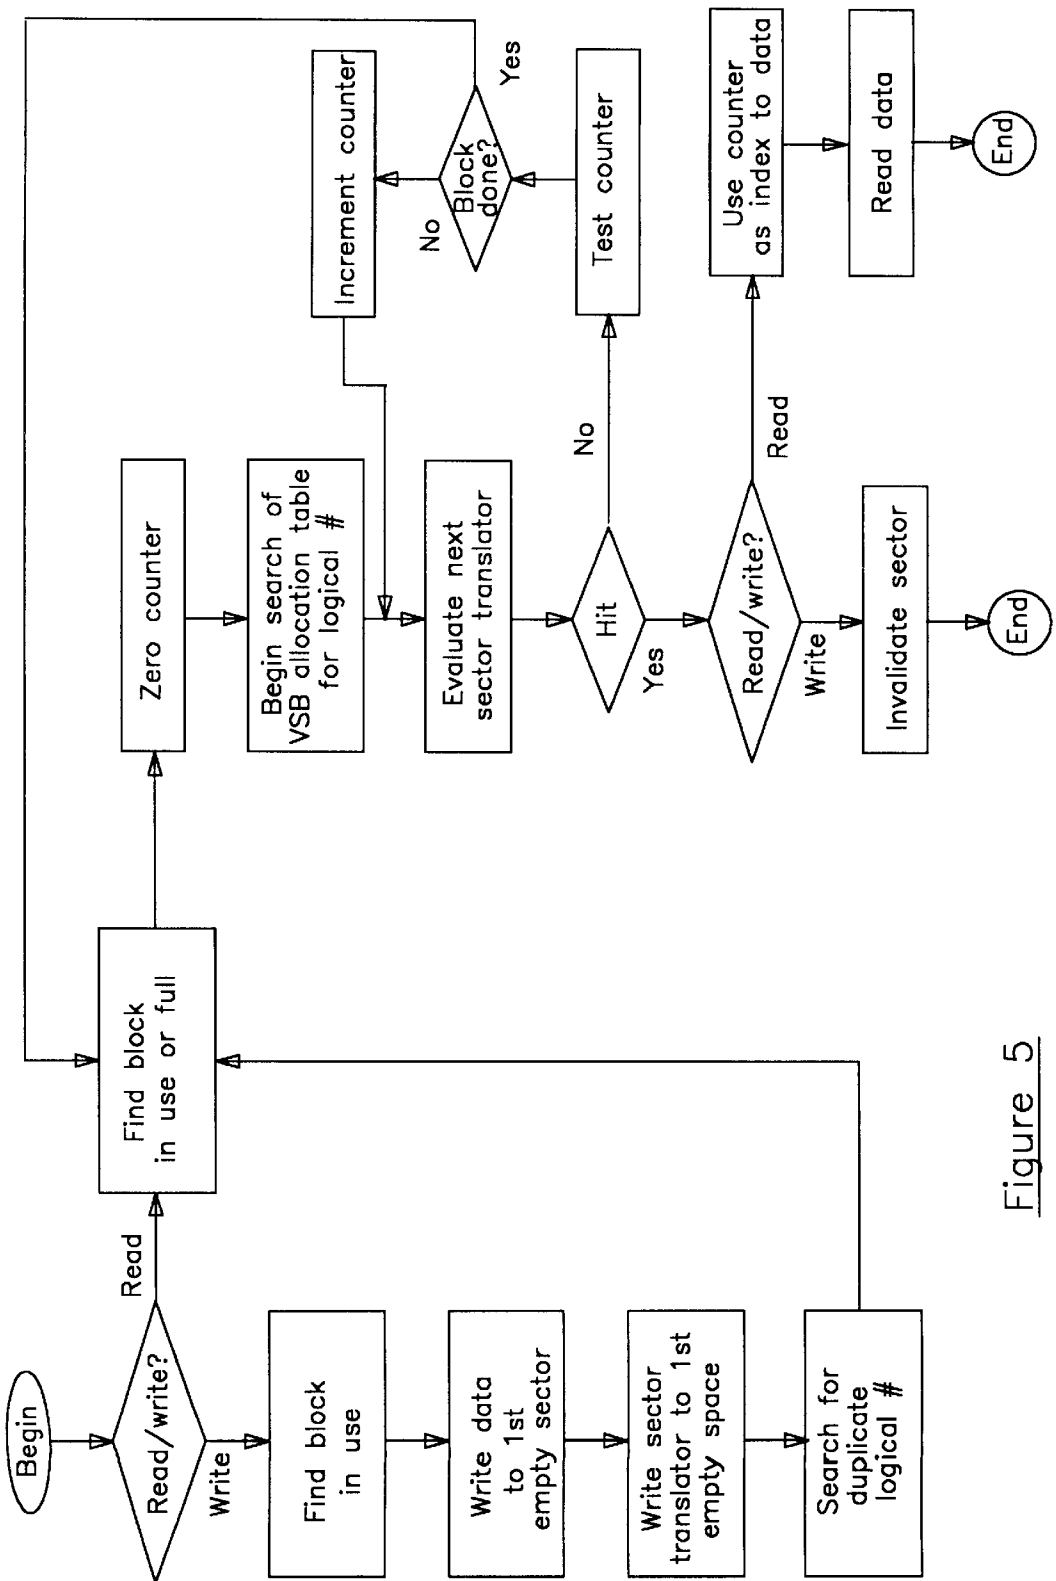 Begin
Read/write?
Read
Write
Find block
in use
Write data
to 1st
empty sector
Write sector
translator to 1st
empty space
Search for
duplicate
logical #
Find block
in use or full
Zero counter
Begin search of
VSB allocation table
for logical #
Evaluate next
sector translator
Hit
No
Yes
Test counter
Block
done?
No
Yes
Increment counter
Read/write?
Read
Write
Invalidate sector
End
Use counter
as index to data
Read data
End
Figure 5